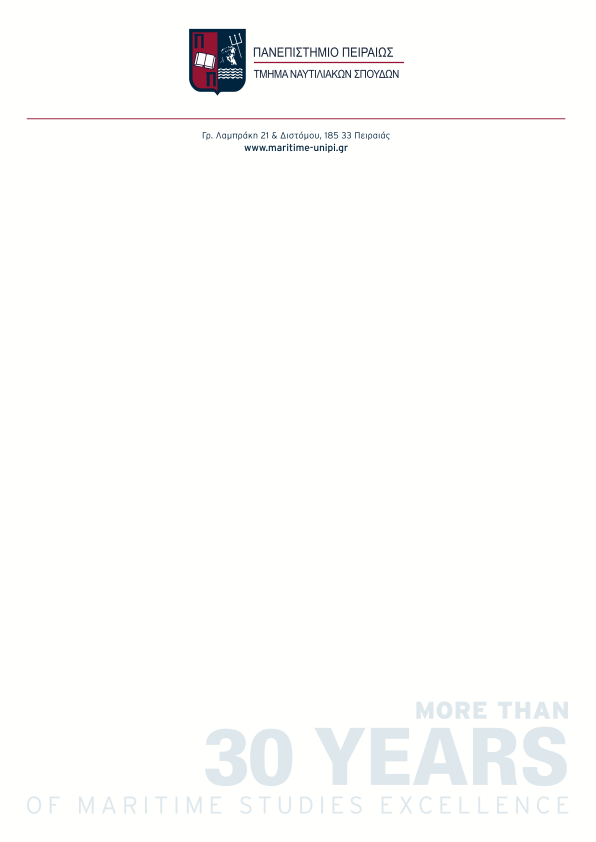 Π
Π
ΠΑΝΕΠΙΣΤΗΜΙΟ ΠΕΙΡΑΙΩΣ
ΤΜΗΜΑ ΝΑΥΤΙΛΙΑΚΩΝ ΣΠΟΥΔΩΝ
Γρ. Λαμπράκη 21 & Διστόμου, 185 33 Πειραιάς
www.maritime-unipi.gr
MORE THAN
30 YEARS
OF MARITIME STUDIES EXCELLENCE